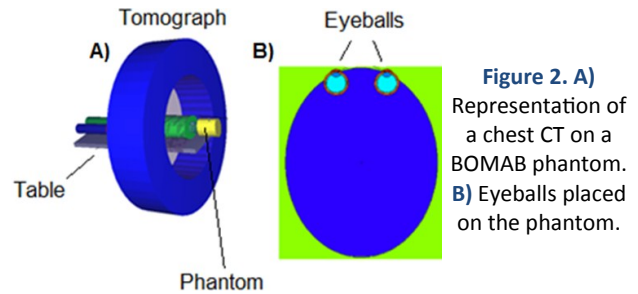 Tomograph
Eyeballs
A)
B)
Table
Phantom
Figure 2. A)
Representation of
a chest CT on a
BOMAB phantom.
B) Eyeballs placed
on the phantom.